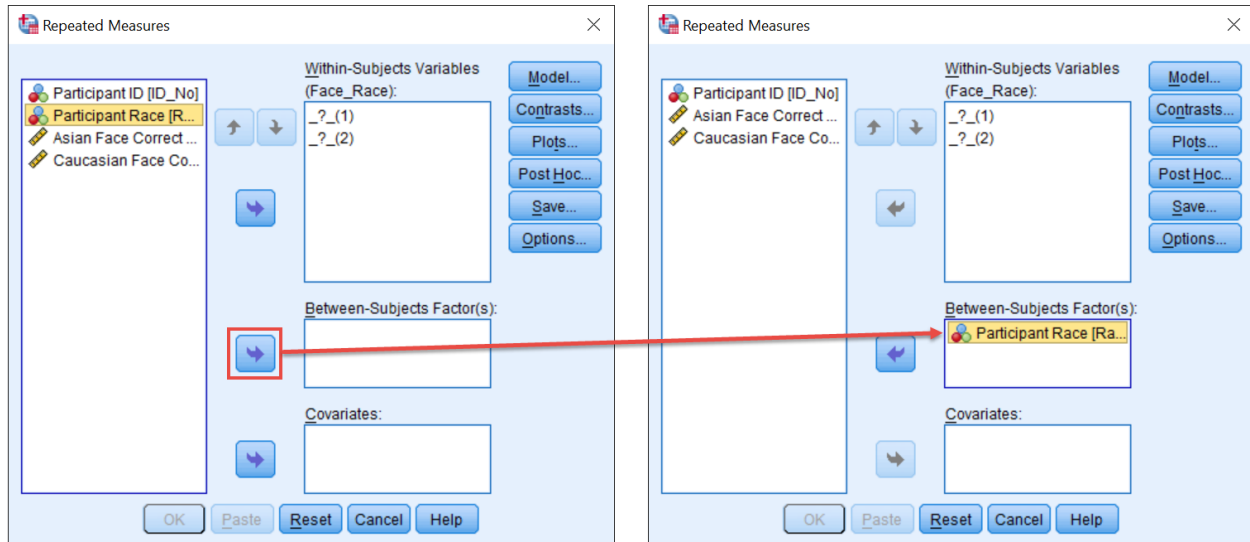 Repeated Measures
Participant ID [ID_No]
Participant Race [R...
Asian Face Correct ...
Caucasian Face Co...
Within-Subjects Variables
(Face_Race):
_?_(1)
_?_(2)
Between-Subjects Factor(s):
Covariates:
Model...
Contrasts...
Plots...
Post Hoc...
Save...
Options...
OK Paste Reset Cancel Help
Repeated Measures
Participant ID [ID_No]
Asian Face Correct ...
Caucasian Face Co...
Within-Subjects Variables
(Face_Race):
_?_(1)
_?_(2)
Between-Subjects Factor(s):
Participant Race [Ra...
Covariates:
Model...
Contrasts...
Plots...
Post Hoc...
Save...
Options...
OK Paste Reset Cancel Help